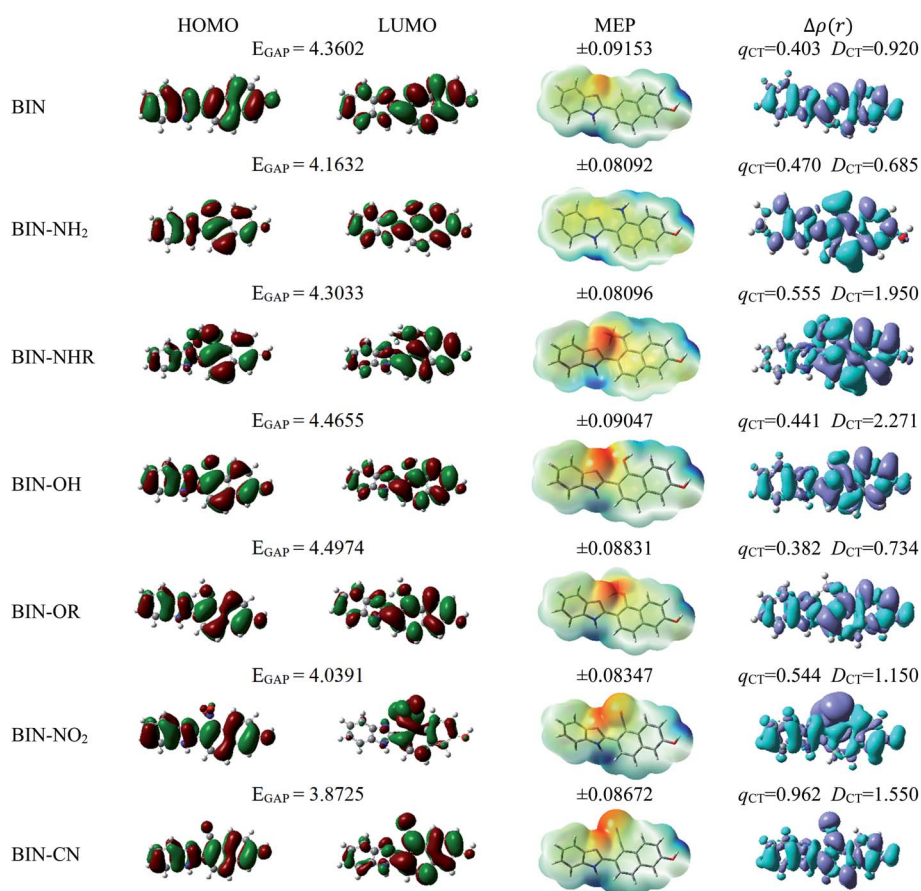 HOMO LUMO MEP Δρ(r)
E_GAP = 4.3602 ±0.09153 q_CT=0.403 D_CT=0.920
BIN
E_GAP = 4.1632 ±0.08092 q_CT=0.470 D_CT=0.685
BIN-NH₂
E_GAP = 4.3033 ±0.08096 q_CT=0.555 D_CT=1.950
BIN-NHR
E_GAP = 4.4655 ±0.09047 q_CT=0.441 D_CT=2.271
BIN-OH
E_GAP = 4.4974 ±0.08831 q_CT=0.382 D_CT=0.734
BIN-OR
E_GAP = 4.0391 ±0.08347 q_CT=0.544 D_CT=1.150
BIN-NO₂
E_GAP = 3.8725 ±0.08672 q_CT=0.962 D_CT=1.550
BIN-CN